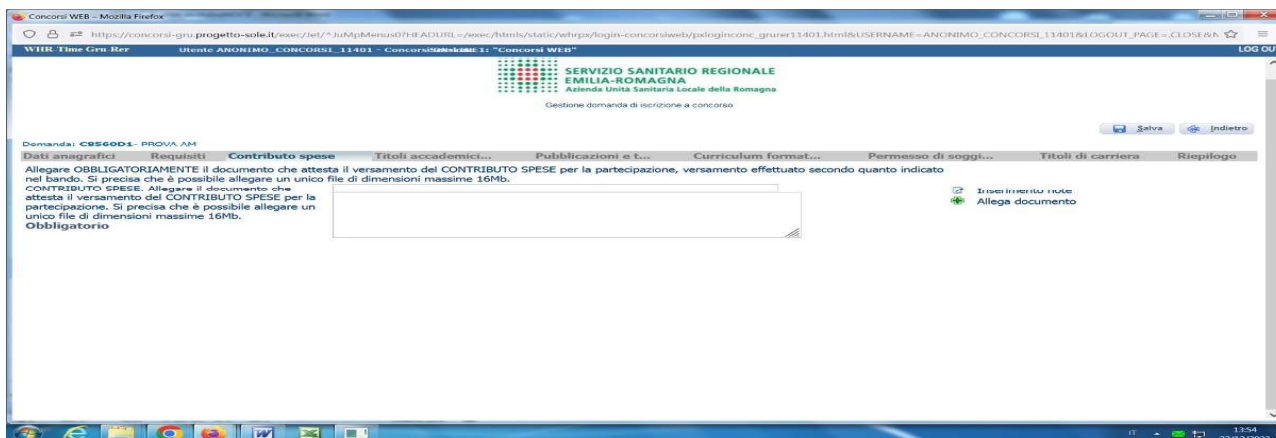 Concorsi WEB – Mozilla Firefox
https://concorsi-gru.progetto-sole.it/exec/Jet/^JuMpMenus0?HEADURL=/exec/htmls/static/whrpx/login-concorsiweb/pxloginconc_grurer11401.html&USERNAME=ANONIMO_CONCORSI_11401&LOGOUT_PAGE=.CLOSE&N
WHR-Time Gru-Rer Utente ANONIMO_CONCORSI_11401 - Concorsi 1: "Concorsi WEB" LOG OU
SERVIZIO SANITARIO REGIONALE
EMILIA-ROMAGNA
Azienda Unità Sanitaria Locale della Romagna
Gestione domanda di iscrizione a concorso
Salva Indietro
Domanda: C8560D1- PROVA AM
Dati anagrafici Requisiti Contributo spese Titoli accademici... Pubblicazioni e t... Curriculum format... Permesso di soggi... Titoli di carriera Riepilogo
Allegare OBBLIGATORIAMENTE il documento che attesta il versamento del CONTRIBUTO SPESE per la partecipazione, versamento effettuato secondo quanto indicato
nel bando. Si precisa che è possibile allegare un unico file di dimensioni massime 16Mb.
CONTRIBUTO SPESE. Allegare il documento che
attesta il versamento del CONTRIBUTO SPESE per la
partecipazione. Si precisa che è possibile allegare un
unico file di dimensioni massime 16Mb.
Obbligatorio
Inserimento note
Allega documento
IT 13:54